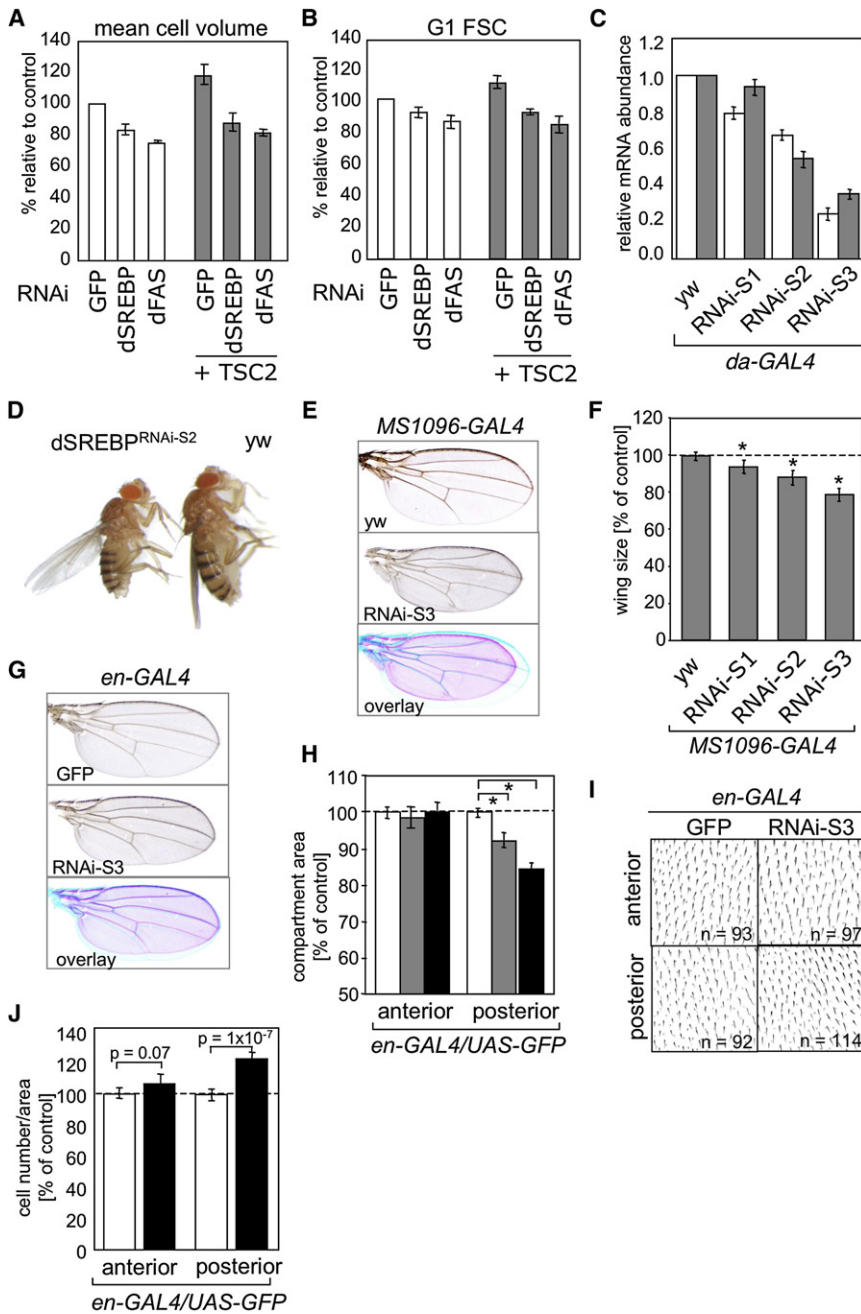 A
mean cell volume
% relative to control
140
120
100
80
60
40
20
0
RNAi
GFP
dSREBP
dFAS
GFP
dSREBP
dFAS
+ TSC2
B
G1 FSC
% relative to control
140
120
100
80
60
40
20
0
RNAi
GFP
dSREBP
dFAS
GFP
dSREBP
dFAS
+ TSC2
C
relative mRNA abundance
1.2
1.0
0.8
0.6
0.4
0.2
0.0
yw
RNAi-S1
RNAi-S2
RNAi-S3
da-GAL4
D
dSREBPRNAi-S2
yw
E
MS1096-GAL4
yw
RNAi-S3
overlay
F
wing size [% of control]
120
100
80
60
40
20
0
*
*
*
yw
RNAi-S1
RNAi-S2
RNAi-S3
MS1096-GAL4
G
en-GAL4
GFP
RNAi-S3
overlay
H
compartment area
[% of control]
110
100
90
80
70
60
50
*
*
anterior
posterior
en-GAL4/UAS-GFP
I
en-GAL4
GFP
RNAi-S3
anterior
n = 93
n = 97
posterior
n = 92
n = 114
J
cell number/area
[% of control]
140
120
100
80
60
40
20
0
p = 0.07
p = 1x10-7
anterior
posterior
en-GAL4/UAS-GFP